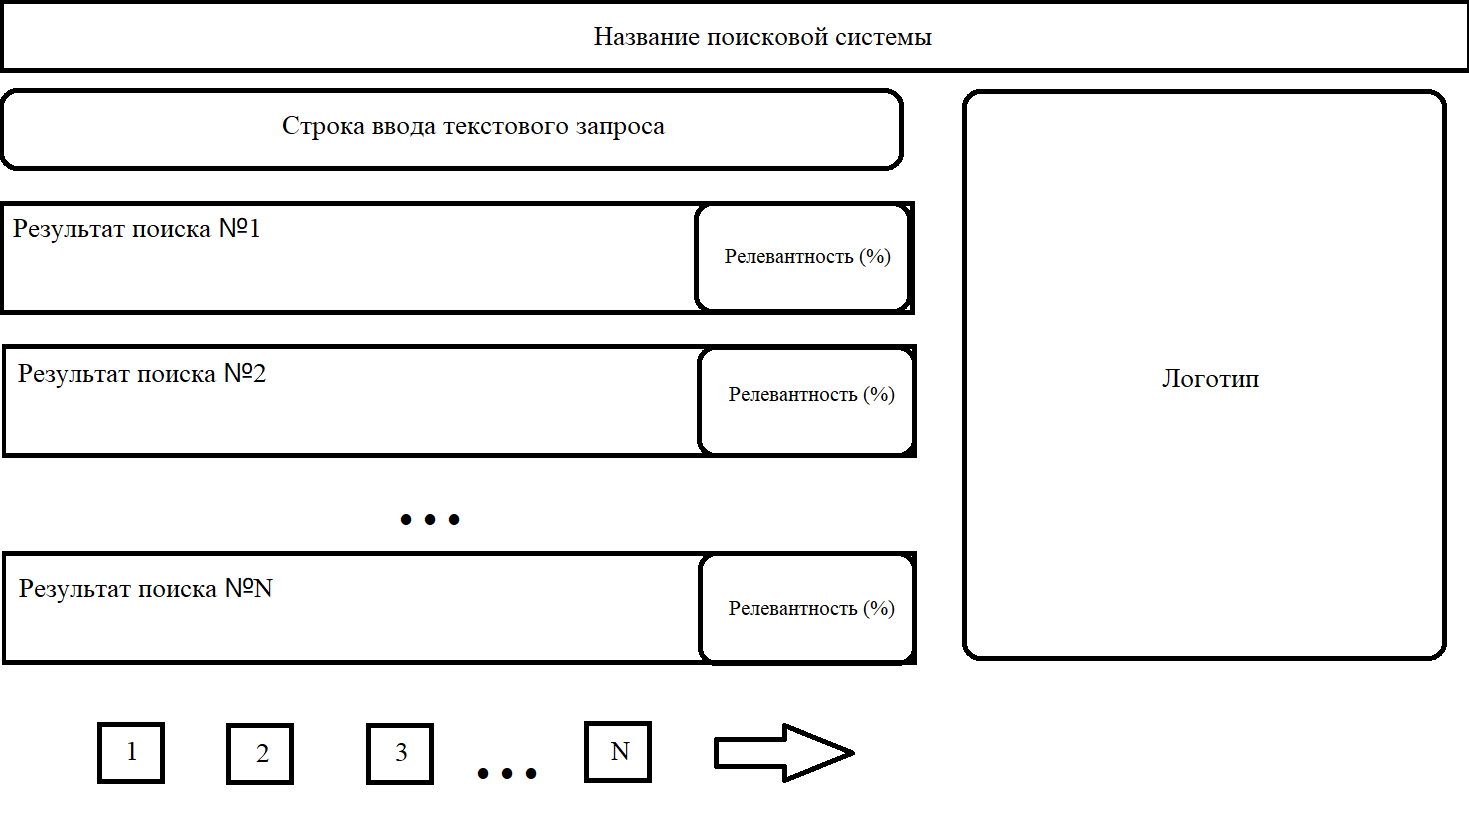 Название поисковой системы
Строка ввода текстового запроса
Результат поиска №1
Релевантность (%)
Результат поиска №2
Релевантность (%)
...
Результат поиска №N
Релевантность (%)
Логотип
1 2 3 ... N